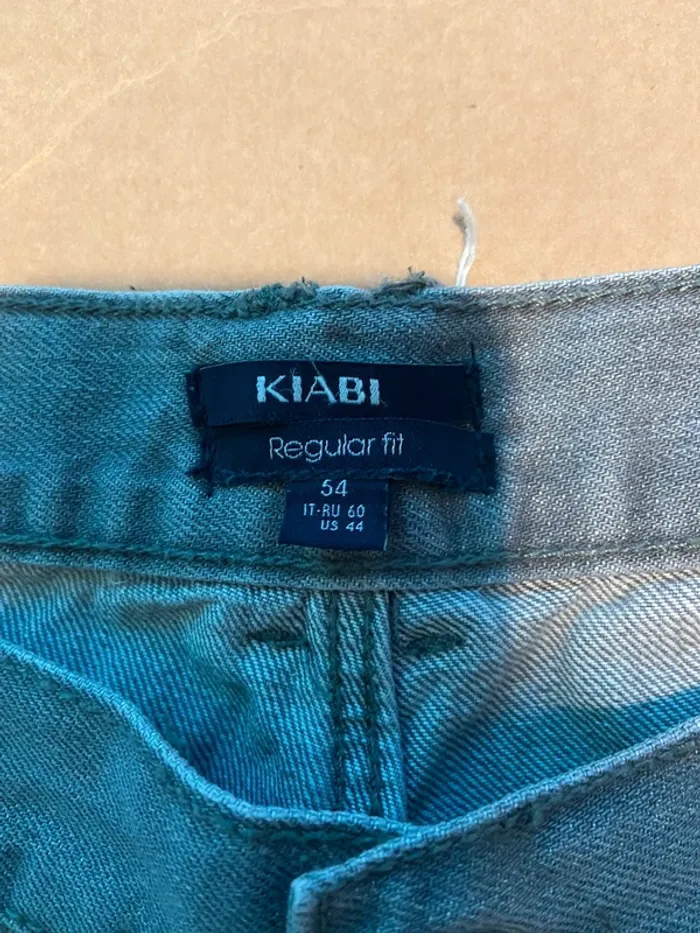 KIABI
Regular fit
54
IT-RU 60
US 44